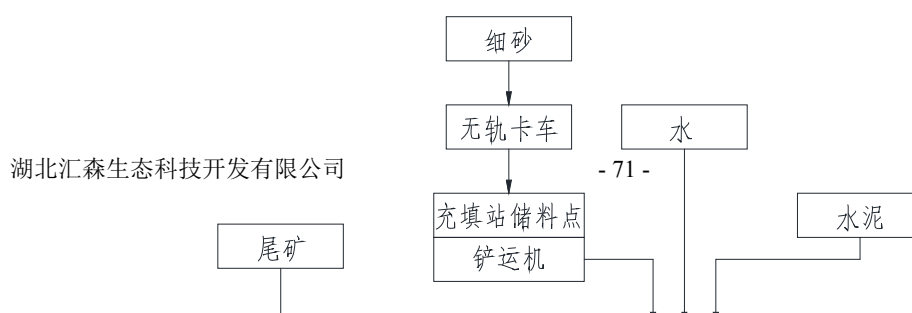 细砂
无轨卡车
水
湖北汇森生态科技开发有限公司
- 71 -
充填站储料点
水泥
尾矿
铲运机